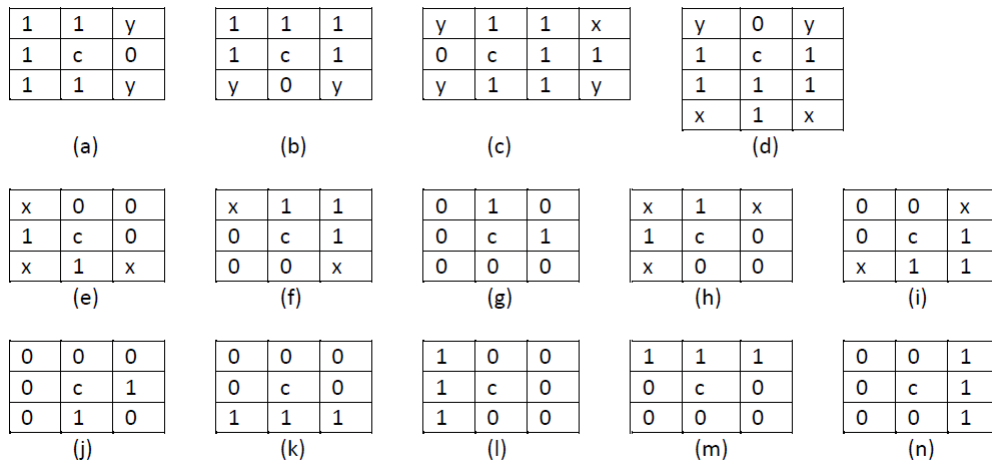 1 1 y 1 1 1 y 1 1 x y 0 y
1 c 0 1 c 1 0 c 1 1 1 c 1
1 1 y y 0 y y 1 1 y 1 1 1
x 1 x
(a) (b) (c) (d)
x 0 0 x 1 1 0 1 0 x 1 x 0 0 x
1 c 0 0 c 1 0 c 1 1 c 0 0 c 1
x 1 x 0 0 x 0 0 0 x 0 0 x 1 1
(e) (f) (g) (h) (i)
0 0 0 0 0 0 1 0 0 1 1 1 0 0 1
0 c 1 0 c 0 1 c 0 0 c 0 0 c 1
0 1 0 1 1 1 1 0 0 0 0 0 0 0 1
(j) (k) (l) (m) (n)